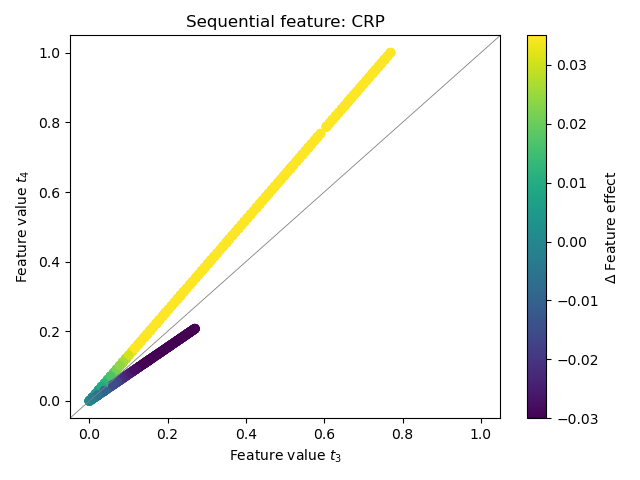 Sequential feature: CRP
1.0
0.8
0.6
0.4
0.2
0.0
Feature value t₄
0.0 0.2 0.4 0.6 0.8 1.0
Feature value t₃
0.03
0.02
0.01
0.00
−0.01
−0.02
−0.03
Δ Feature effect